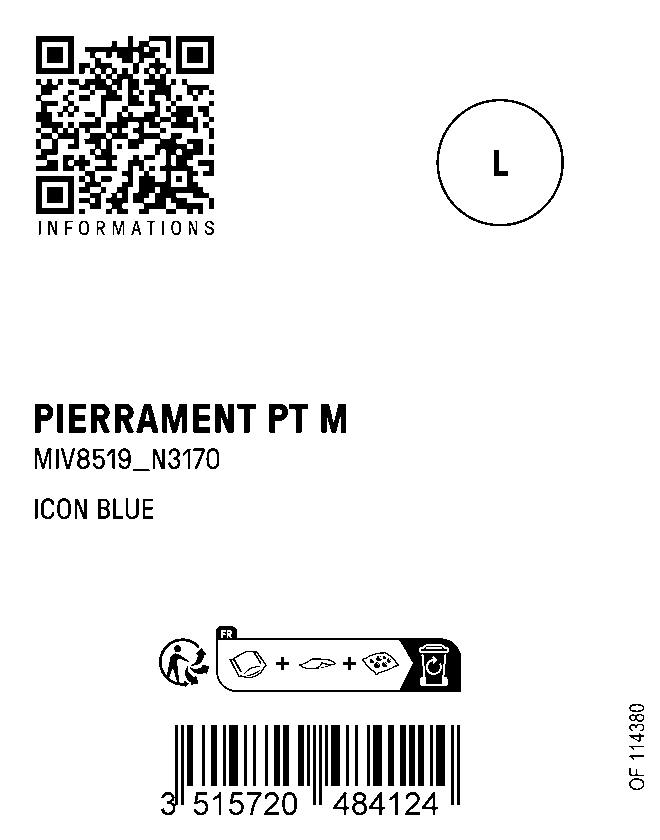 INFORMATIONS
L
PIERRAMENT PT M
MIV8519_N3170
ICON BLUE
FR
3 515720 484124
OF 114380